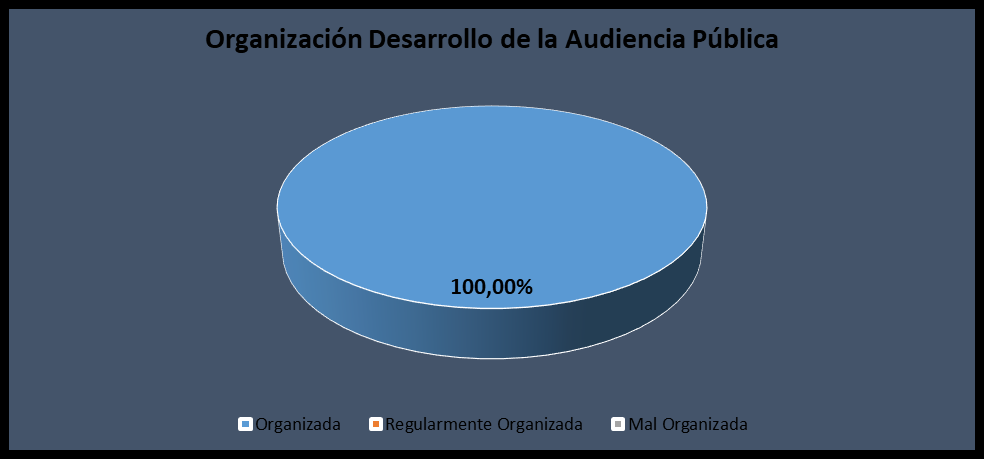 Organización Desarrollo de la Audiencia Pública
100,00%
Organizada Regularmente Organizada Mal Organizada